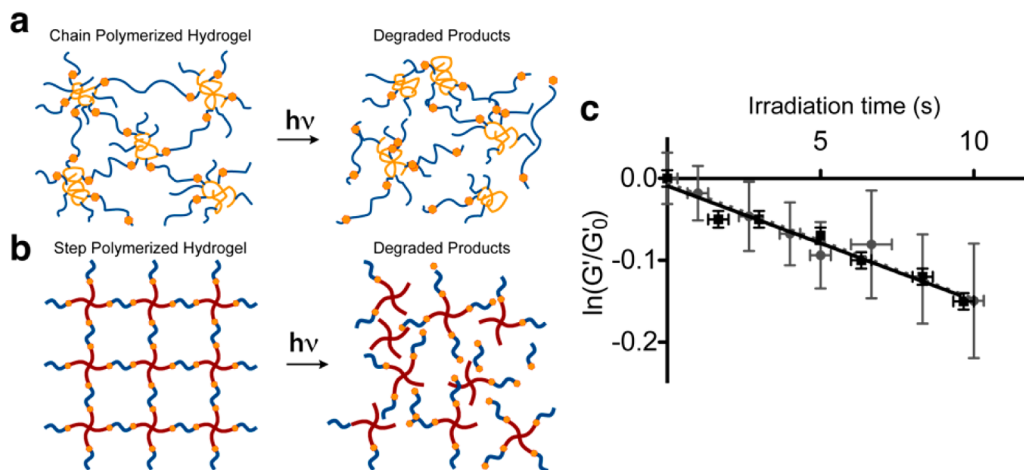 a
Chain Polymerized Hydrogel
Degraded Products
hν
b
Step Polymerized Hydrogel
Degraded Products
hν
c
Irradiation time (s)
5
10
0.0
-0.1
-0.2
ln(G'/G'0)